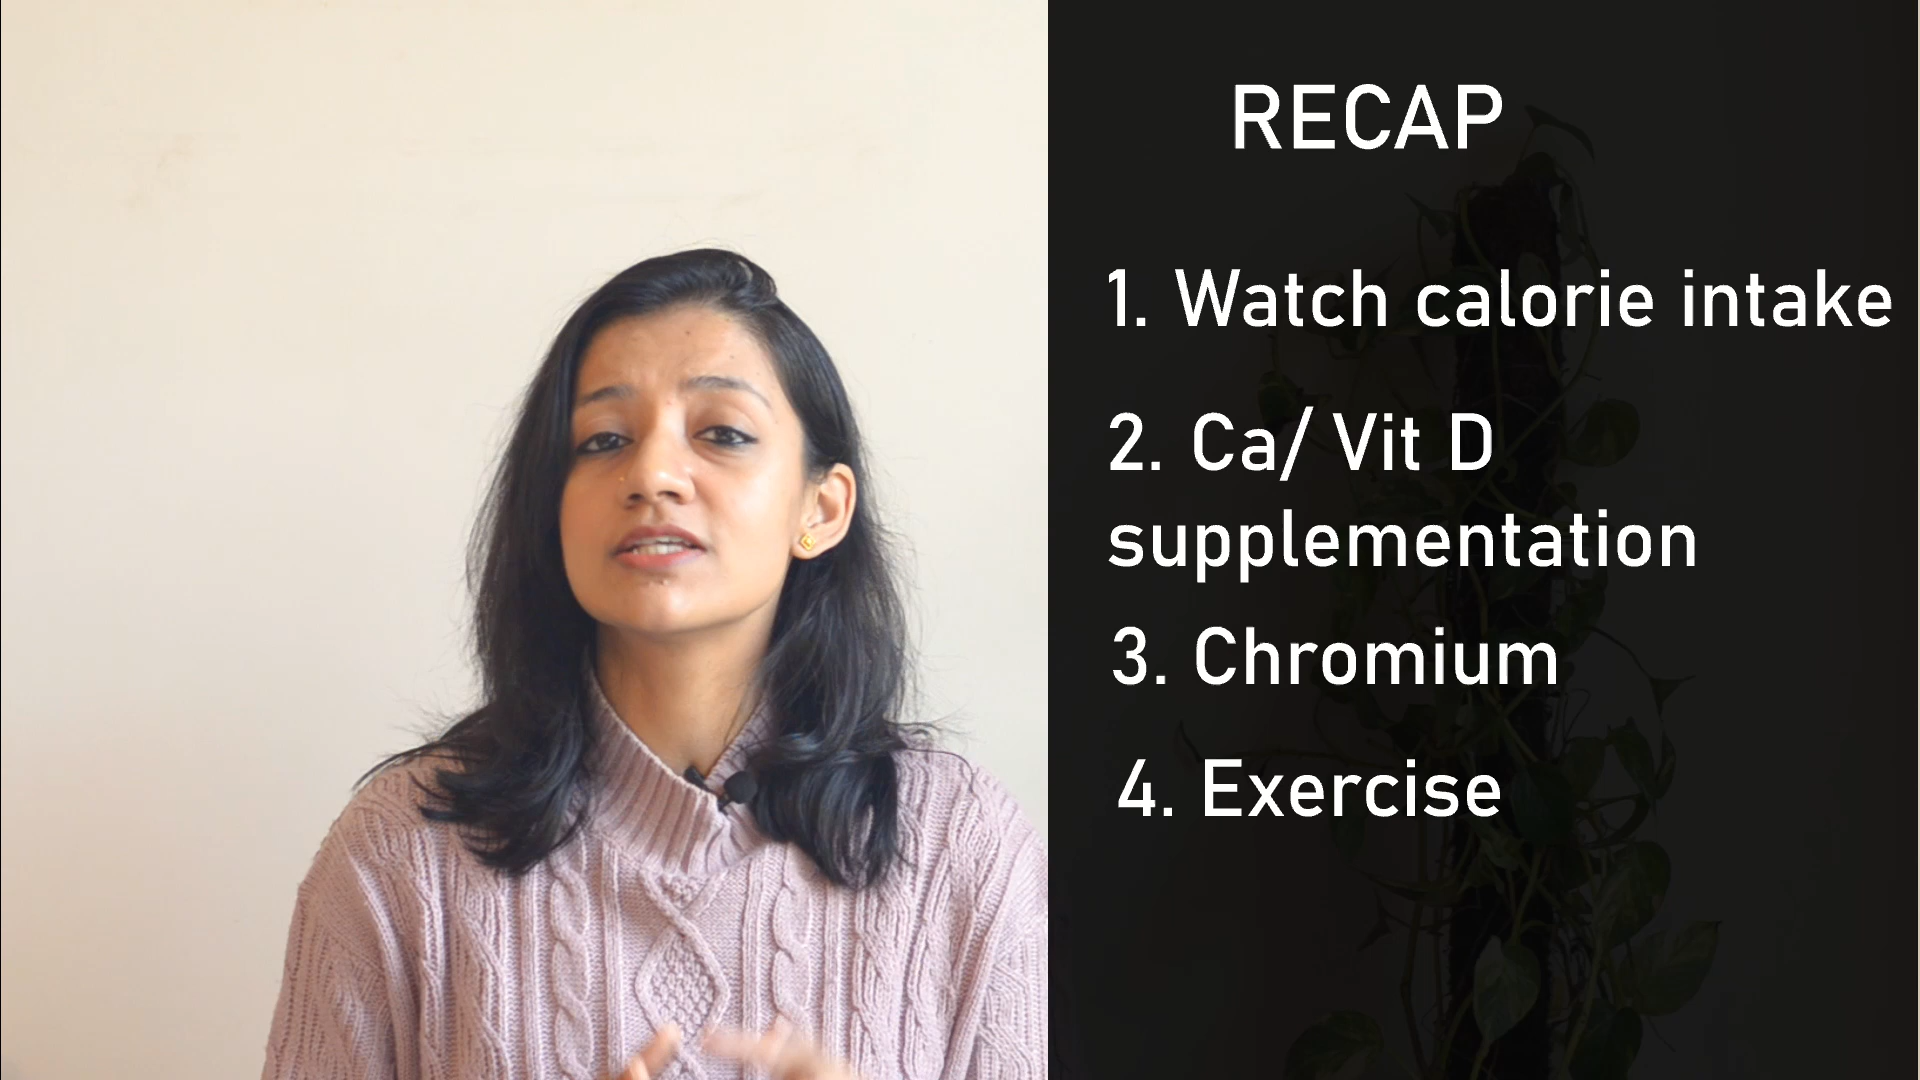 RECAP
1. Watch calorie intake
2. Ca/ Vit D
supplementation
3. Chromium
4. Exercise